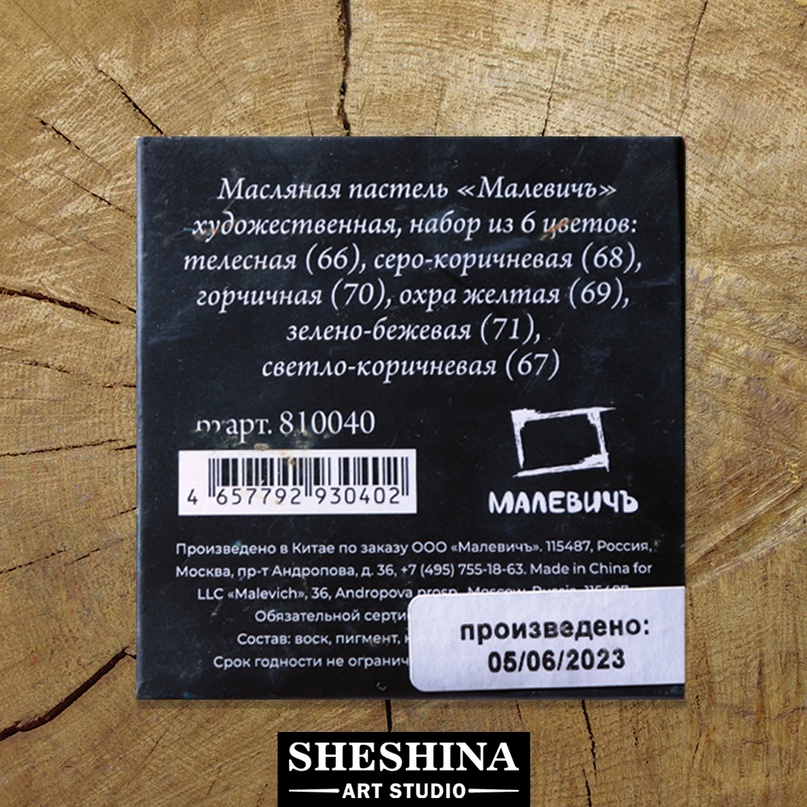 Масляная пастель «Малевичъ»
художественная, набор из 6 цветов:
телесная (66), серо-коричневая (68),
горчичная (70), охра желтая (69),
зелено-бежевая (71),
светло-коричневая (67)
арт. 810040
4 657792 930402
МАЛЕВИЧЪ
Произведено в Китае по заказу ООО «Малевичъ». 115487, Россия,
Москва, пр-т Андропова, д. 36, +7 (495) 755-18-63. Made in China for
LLC «Malevich», 36, Andropova prosp., Moscow, Russia, 115487
Обязательной
Состав: воск, пигмент,
Срок годности не
произведено:
05/06/2023
SHESHINA
ART STUDIO